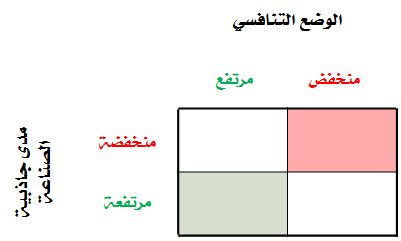 الوضع التنافسي
منخفض
مرتفع
مدى جاذبية
الصناعة
منخفضة
مرتفعة